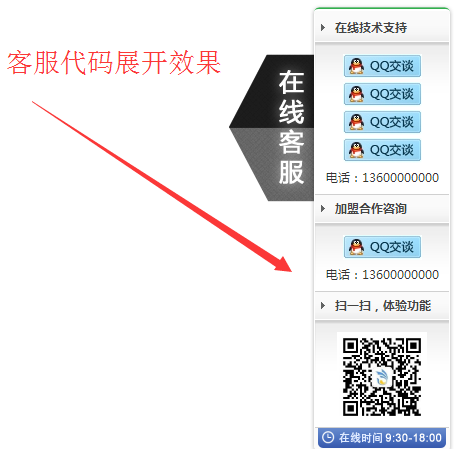 客服代码展开效果
在线客服
在线技术支持
QQ交谈
QQ交谈
QQ交谈
QQ交谈
电话：13600000000
加盟合作咨询
QQ交谈
电话：13600000000
扫一扫，体验功能
在线时间 9:30-18:00